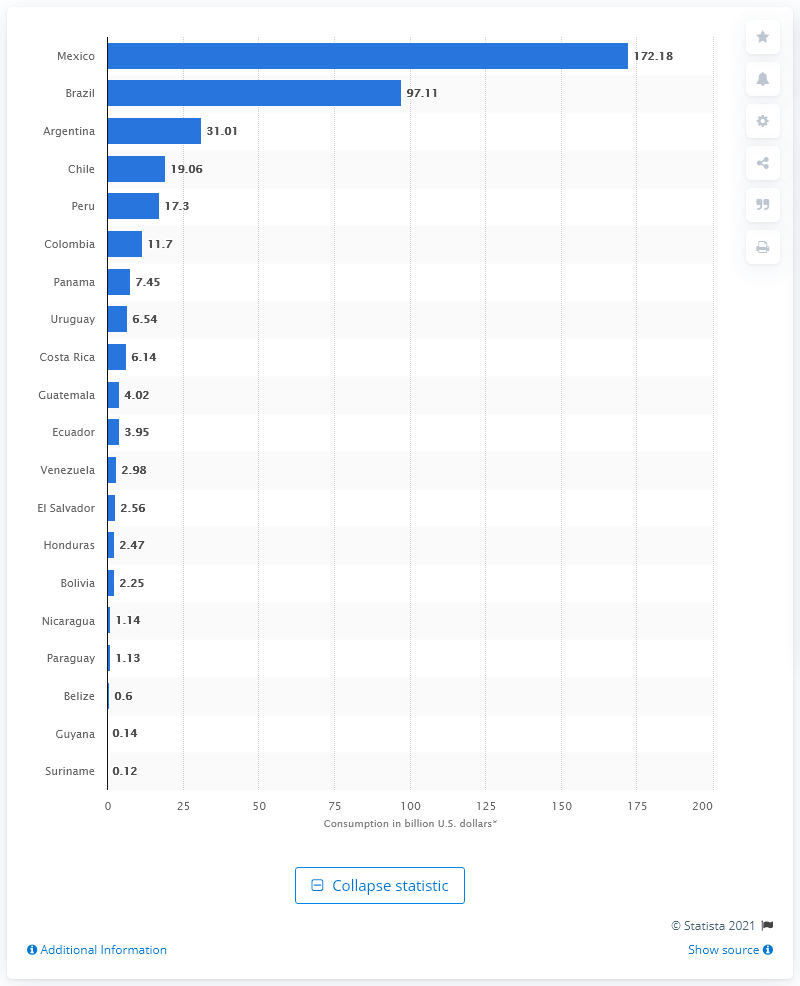 Mexico 172.18
Brazil 97.11
Argentina 31.01
Chile 19.06
Peru 17.3
Colombia 11.7
Panama 7.45
Uruguay 6.54
Costa Rica 6.14
Guatemala 4.02
Ecuador 3.95
Venezuela 2.98
El Salvador 2.56
Honduras 2.47
Bolivia 2.25
Nicaragua 1.14
Paraguay 1.13
Belize 0.6
Guyana 0.14
Suriname 0.12
0 25 50 75 100 125 150 175 200
Consumption in billion U.S. dollars*
Collapse statistic
© Statista 2021
Additional Information
Show source